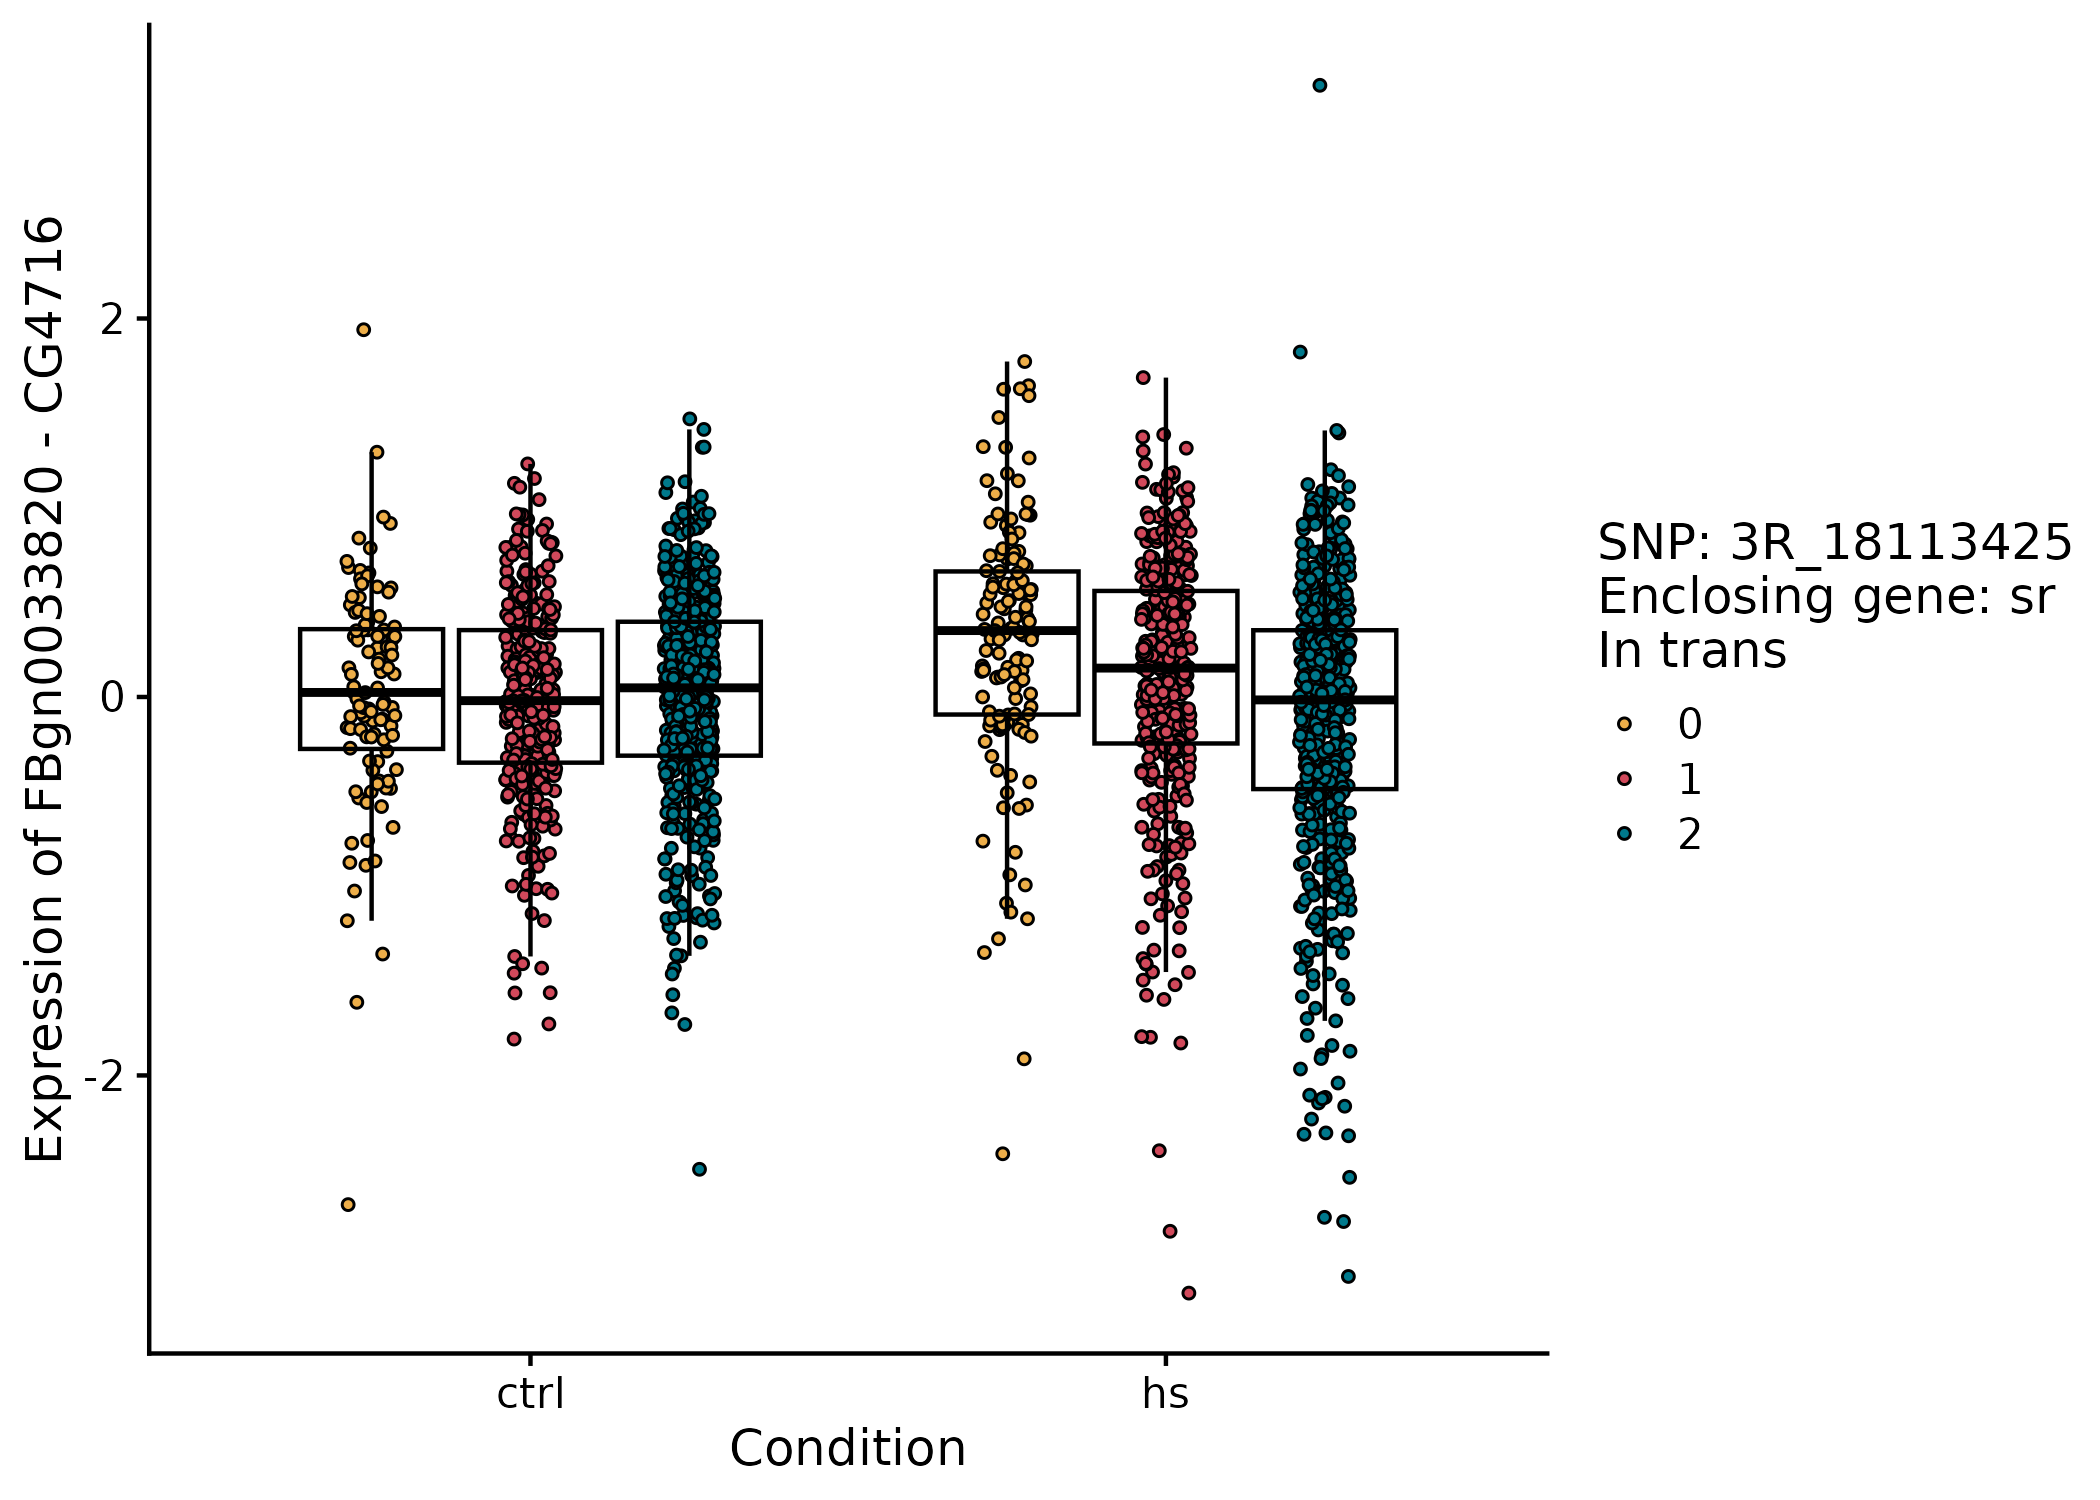 Expression of FBgn0033820 - CG4716
2
0
-2
ctrl
hs
Condition
SNP: 3R_18113425
Enclosing gene: sr
In trans
0
1
2